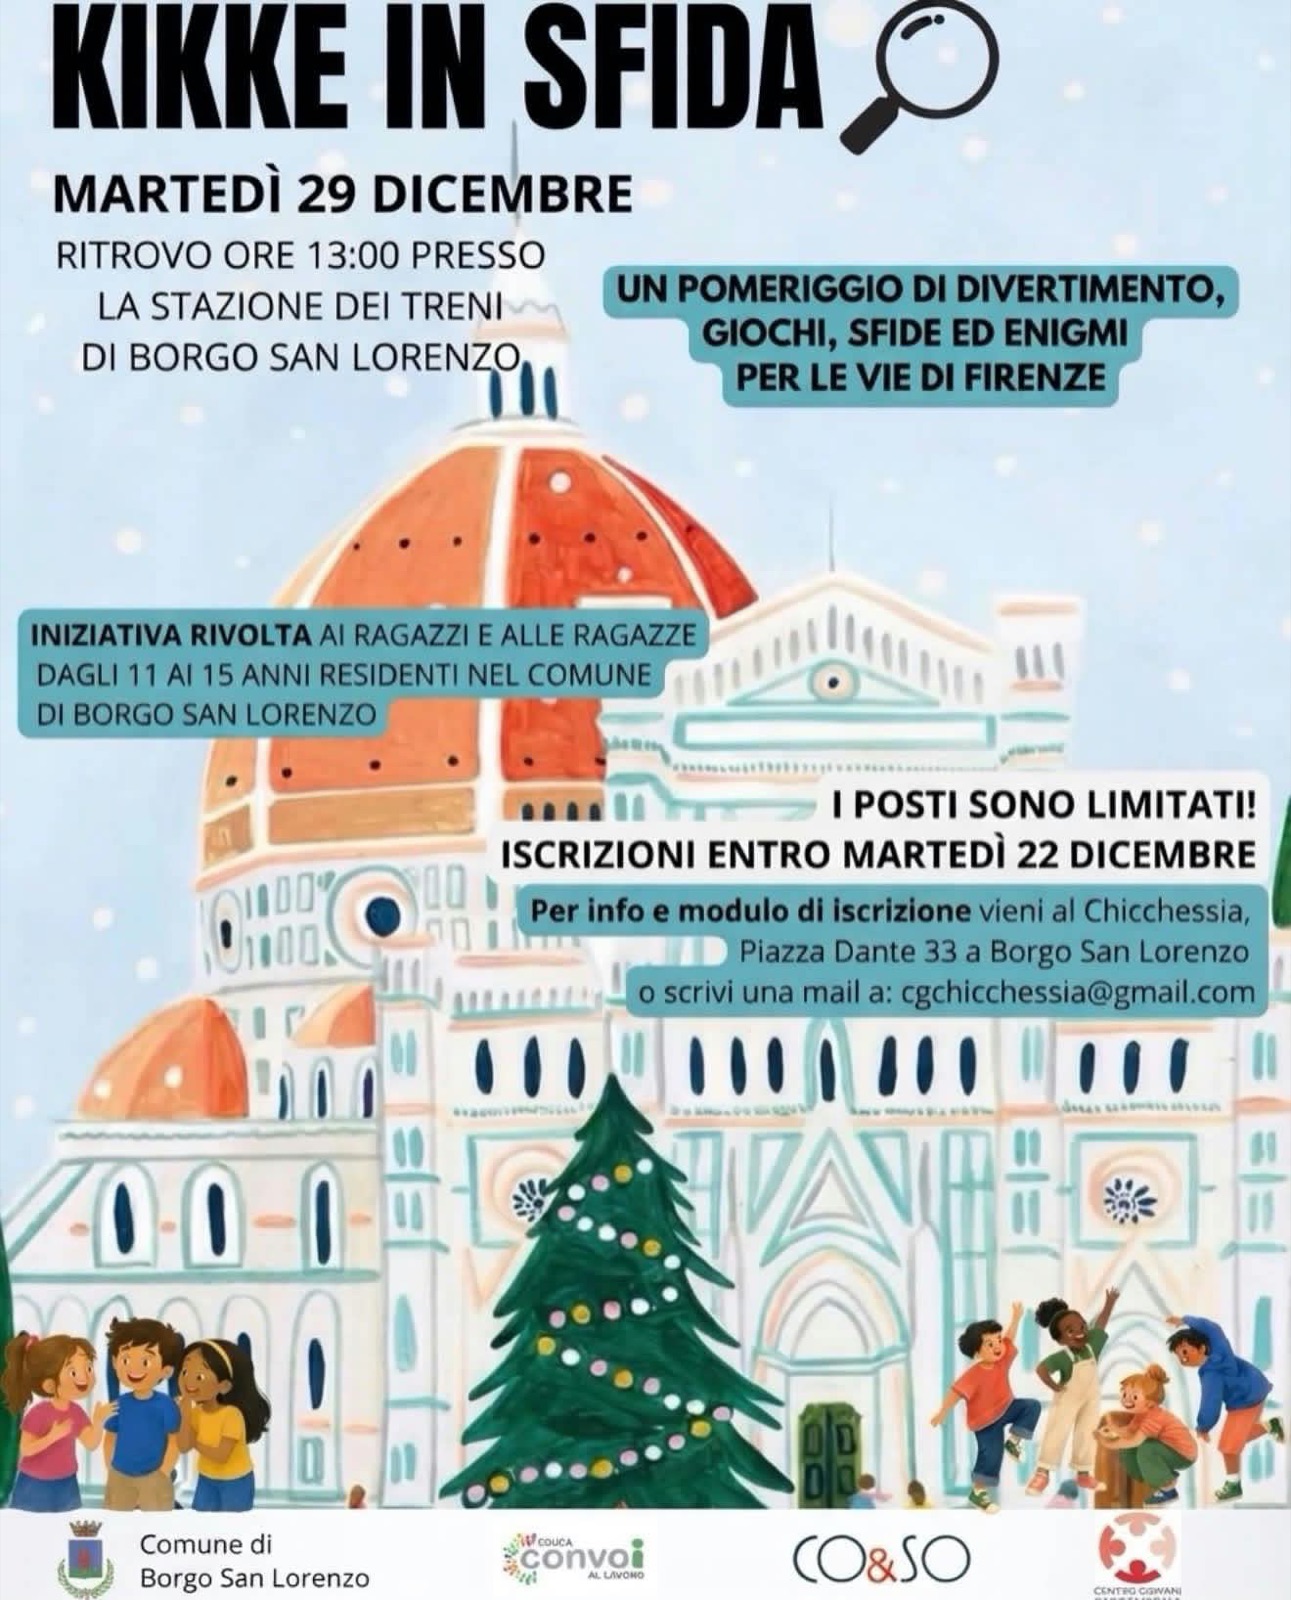 KIKKE IN SFIDA
MARTEDÌ 29 DICEMBRE
RITROVO ORE 13:00 PRESSO
LA STAZIONE DEI TRENI
DI BORGO SAN LORENZO
UN POMERIGGIO DI DIVERTIMENTO,
GIOCHI, SFIDE ED ENIGMI
PER LE VIE DI FIRENZE
INIZIATIVA RIVOLTA AI RAGAZZI E ALLE RAGAZZE
DAGLI 11 AI 15 ANNI RESIDENTI NEL COMUNE
DI BORGO SAN LORENZO
I POSTI SONO LIMITATI!
ISCRIZIONI ENTRO MARTEDÌ 22 DICEMBRE
Per info e modulo di iscrizione vieni al Chicchessia,
Piazza Dante 33 a Borgo San Lorenzo
o scrivi una mail a: cgchicchessia@gmail.com
Comune di
Borgo San Lorenzo
COUCA
convoi
AL LAVORO
CO&SO
CENTRO